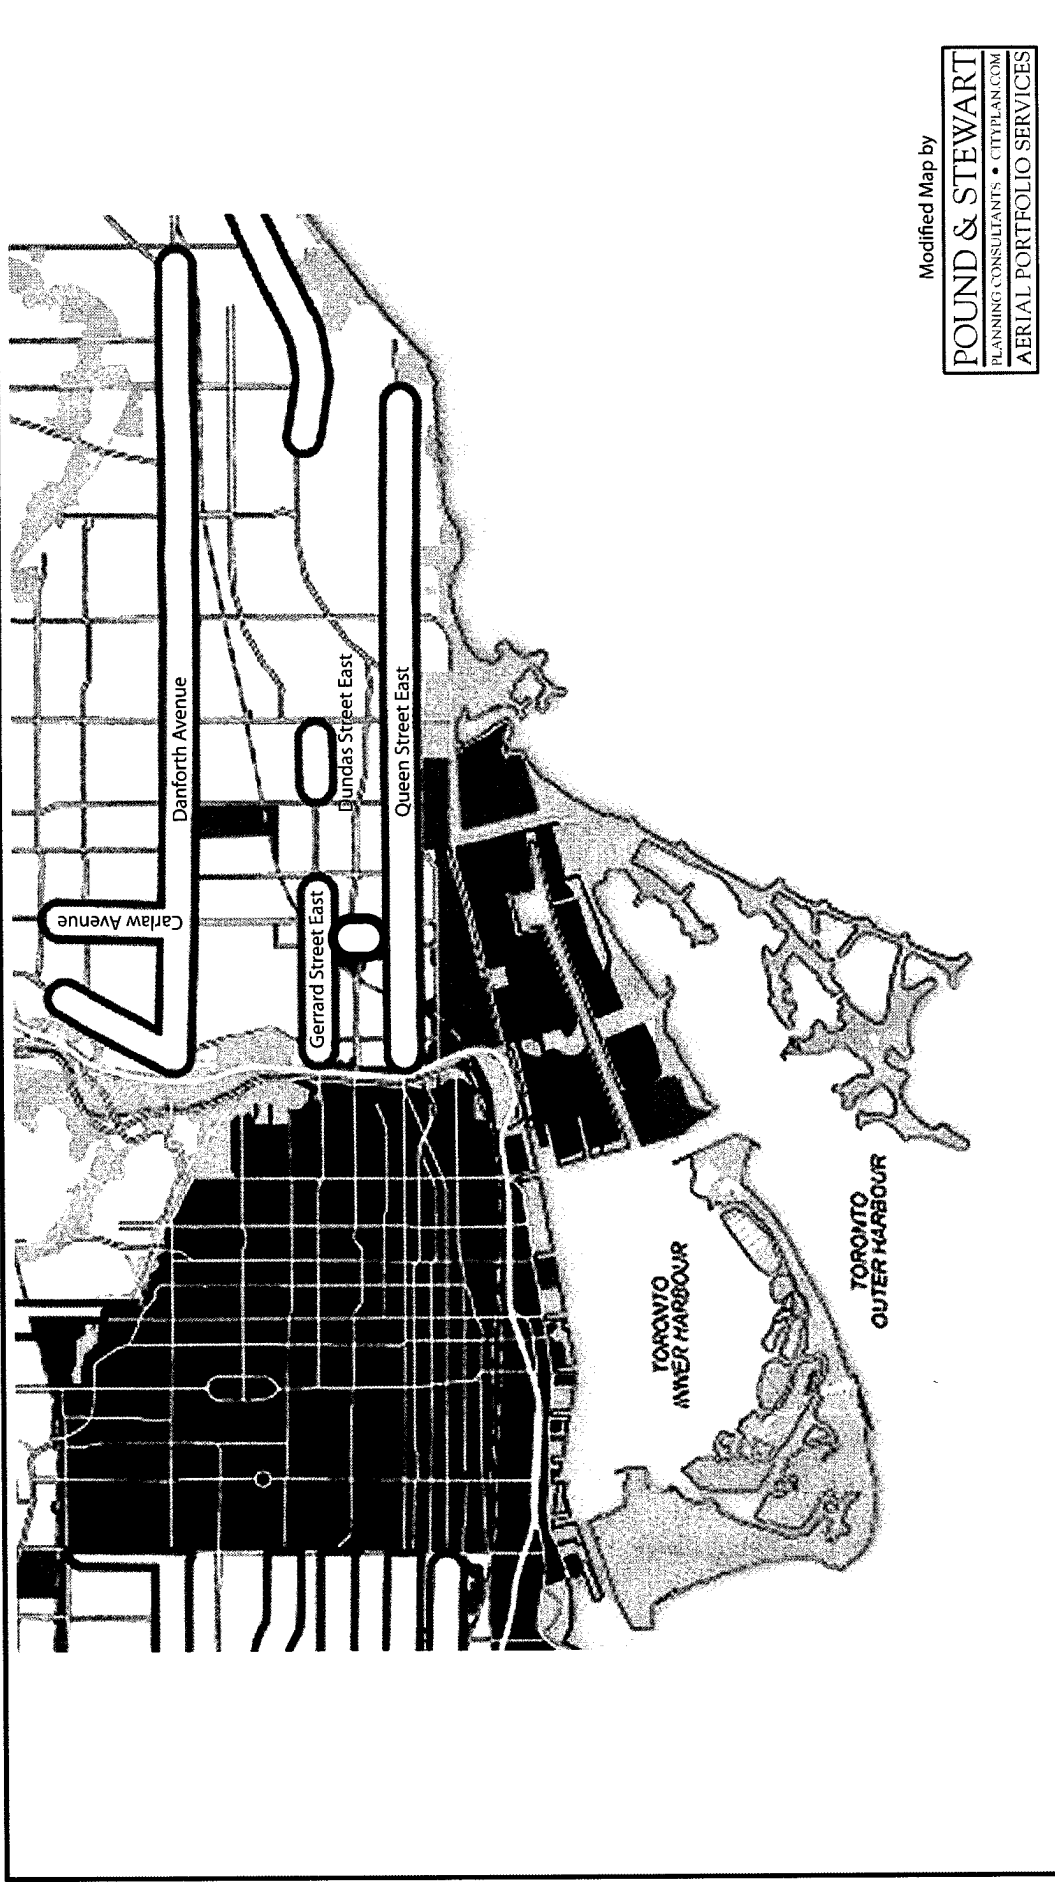 Carlaw Avenue
Danforth Avenue
Gerrard Street East
Dundas Street East
Queen Street East
TORONTO
INNER HARBOUR
TORONTO
OUTER HARBOUR
Modified Map by
POUND & STEWART
PLANNING CONSULTANTS • CITYPLAN.COM
AERIAL PORTFOLIO SERVICES